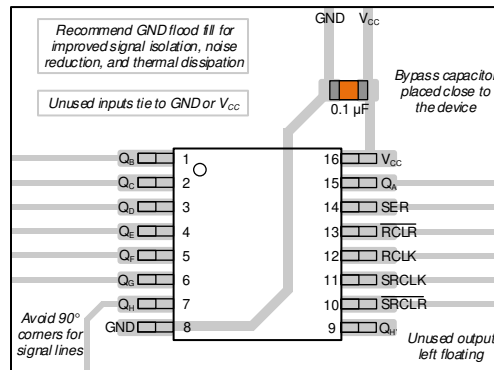 GND VCC
Recommend GND flood fill for
improved signal isolation, noise
reduction, and thermal dissipation
Unused inputs tie to GND or VCC
Bypass capacitor
placed close to
the device
0.1 µF
QB 1 16 VCC
QC 2 15 QA
QD 3 14 SER
QE 4 13 RCLR
QF 5 12 RCLK
QG 6 11 SRCLK
QH 7 10 SRCLR
GND 8 9 QH'
Avoid 90°
corners for
signal lines
Unused output
left floating